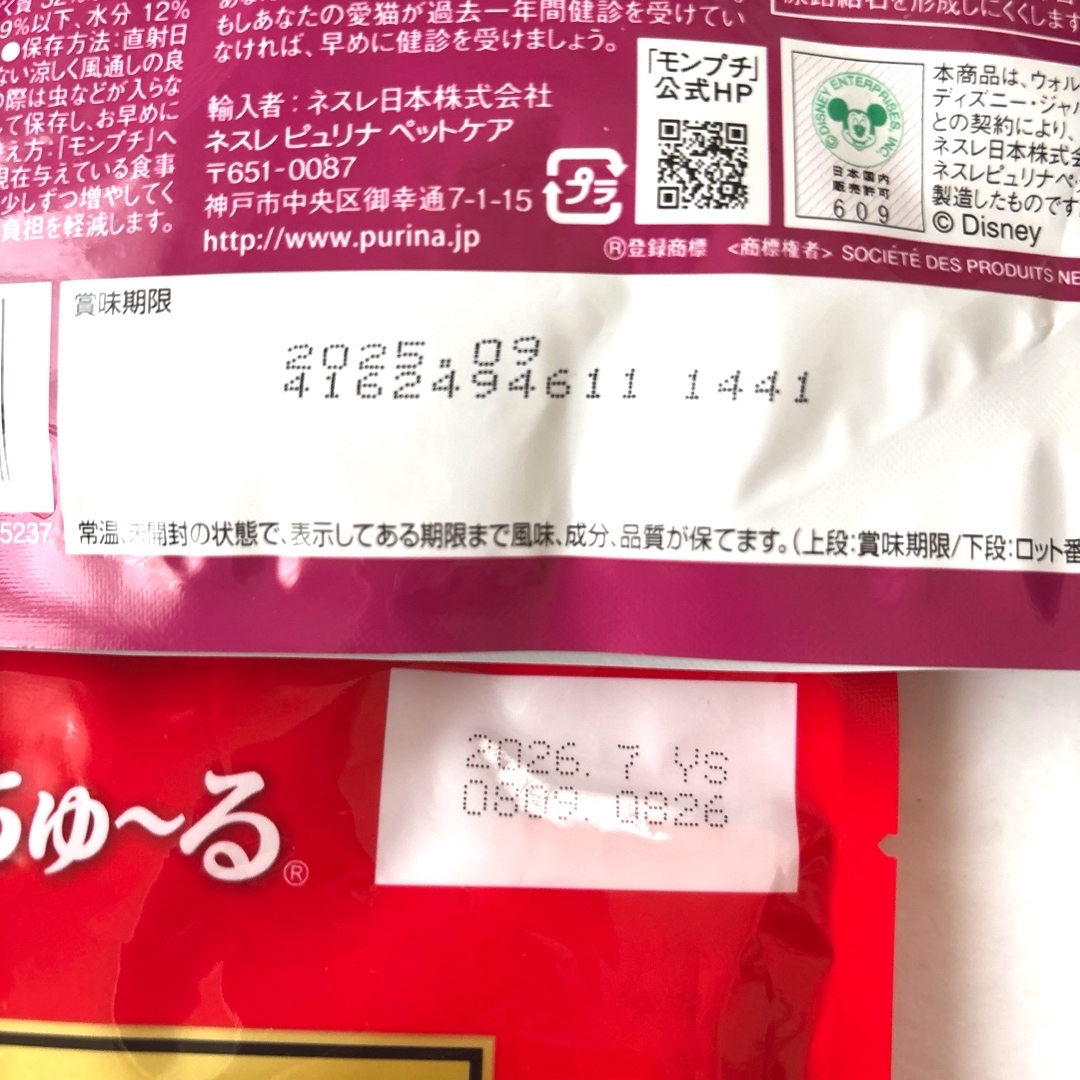 9%以下、水分 12%
●保存方法:直射日
ない涼しく風通しの良
の際は虫などが入らな
て保存し、お早めに
え方:「モンプチ」へ
現在与えている食事
少しずつ増やしてく
負担を軽減します。
もしあなたの愛猫が過去一年間健診を受けてい
なければ、早めに健診を受けましょう。
輸入者:ネスレ日本株式会社
ネスレ ピュリナ ペットケア
〒651-0087
神戸市中央区御幸通7-1-15
http://www.purina.jp
プラ
「モンプチ」
公式HP
©DISNEY ENTERPRISES, INC.
日本国内
販売許可
609
本商品は、ウォル
ディズニー・ジャパ
との契約により、
ネスレ日本株式会
ネスレピュリナペ
製造したものです
© Disney
®登録商標 <商標権者> SOCIÉTÉ DES PRODUITS NE
賞味期限
2025.09
4162494611 1441
5237
常温、未開封の状態で、表示してある期限まで風味、成分、品質が保てます。(上段:賞味期限/下段:ロット番
ちゅ～る®
2026. 7 YS
0809. 0826